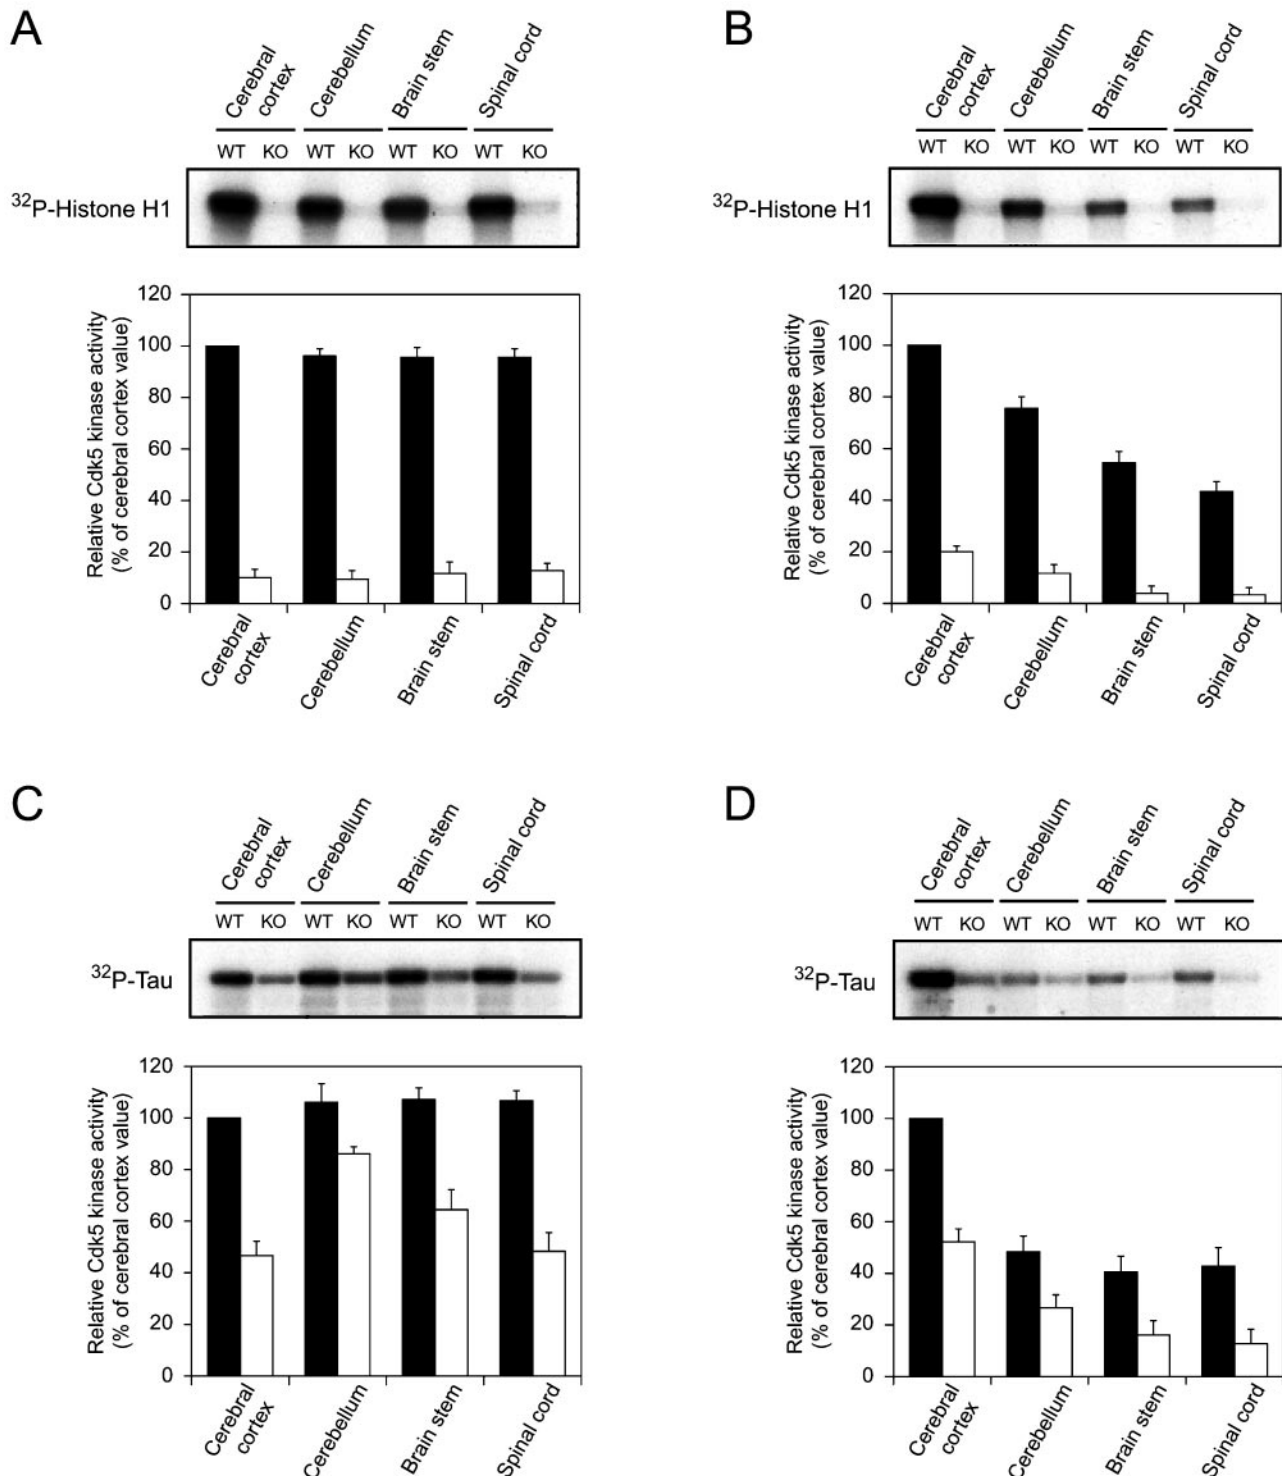 A
Cerebral
cortex
Cerebellum
Brain stem
Spinal cord
WT KO WT KO WT KO WT KO
32P-Histone H1
Relative Cdk5 kinase activity
(% of cerebral cortex value)
120
100
80
60
40
20
0
Cerebral
cortex
Cerebellum
Brain stem
Spinal cord
B
Cerebral
cortex
Cerebellum
Brain stem
Spinal cord
WT KO WT KO WT KO WT KO
32P-Histone H1
Relative Cdk5 kinase activity
(% of cerebral cortex value)
120
100
80
60
40
20
0
Cerebral
cortex
Cerebellum
Brain stem
Spinal cord
C
Cerebral
cortex
Cerebellum
Brain stem
Spinal cord
WT KO WT KO WT KO WT KO
32P-Tau
Relative Cdk5 kinase activity
(% of cerebral cortex value)
120
100
80
60
40
20
0
Cerebral
cortex
Cerebellum
Brain stem
Spinal cord
D
Cerebral
cortex
Cerebellum
Brain stem
Spinal cord
WT KO WT KO WT KO WT KO
32P-Tau
Relative Cdk5 kinase activity
(% of cerebral cortex value)
120
100
80
60
40
20
0
Cerebral
cortex
Cerebellum
Brain stem
Spinal cord